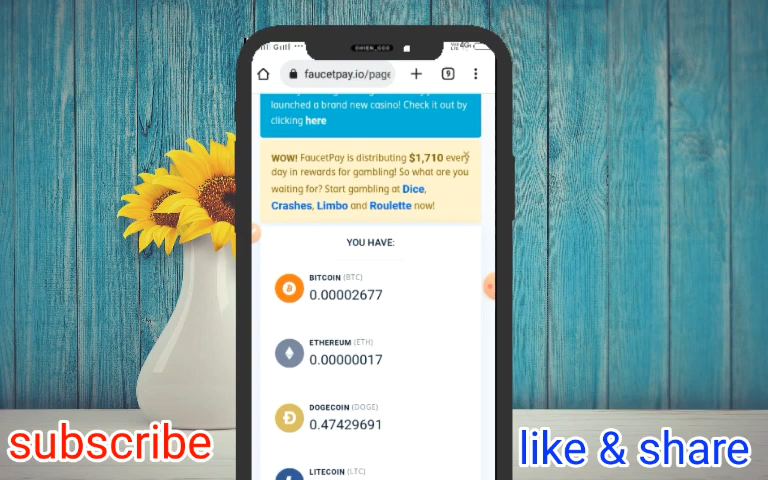 faucetpay.io/page
9
launched a brand new casino! Check it out by
clicking here
WOW! FaucetPay is distributing $1,710 every
day in rewards for gambling! So what are you
waiting for? Start gambling at Dice,
Crashes, Limbo and Roulette now!
YOU HAVE:
BITCOIN (BTC)
0.00002677
ETHEREUM (ETH)
0.00000017
DOGECOIN (DOGE)
0.47429691
LITECOIN (LTC)
subscribe
like & share